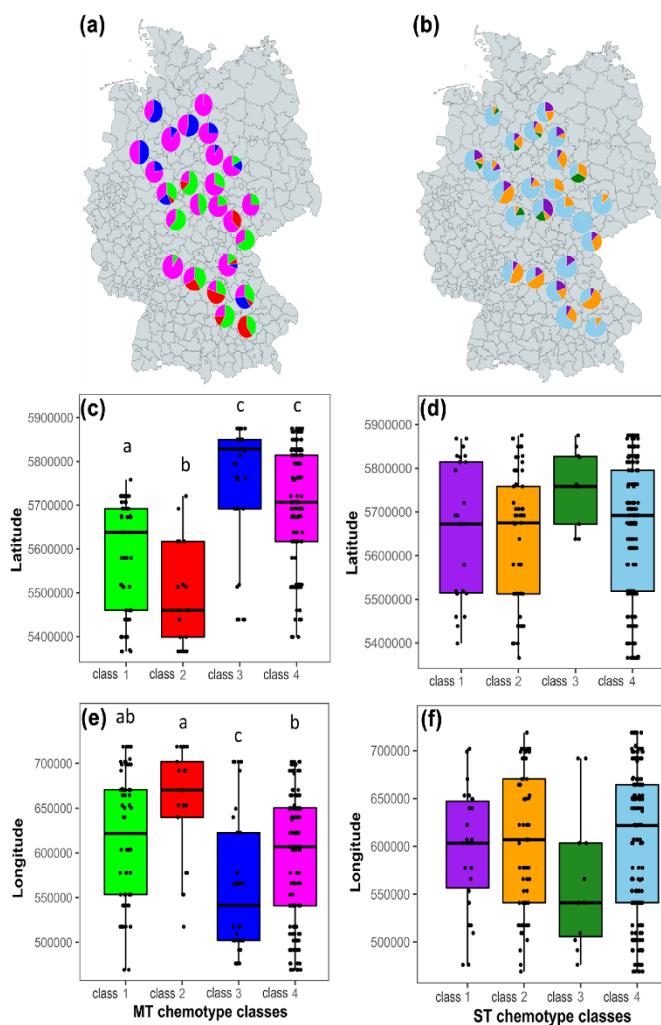 (a) (b)
(c) (d)
a b c c
Latitude Latitude
5900000
5800000
5700000
5600000
5500000
5400000
5900000
5800000
5700000
5600000
5500000
5400000
class 1 class 2 class 3 class 4
class 1 class 2 class 3 class 4
(e) (f)
ab a c b
Longitude Longitude
700000
650000
600000
550000
500000
700000
650000
600000
550000
500000
class 1 class 2 class 3 class 4
class 1 class 2 class 3 class 4
MT chemotype classes ST chemotype classes